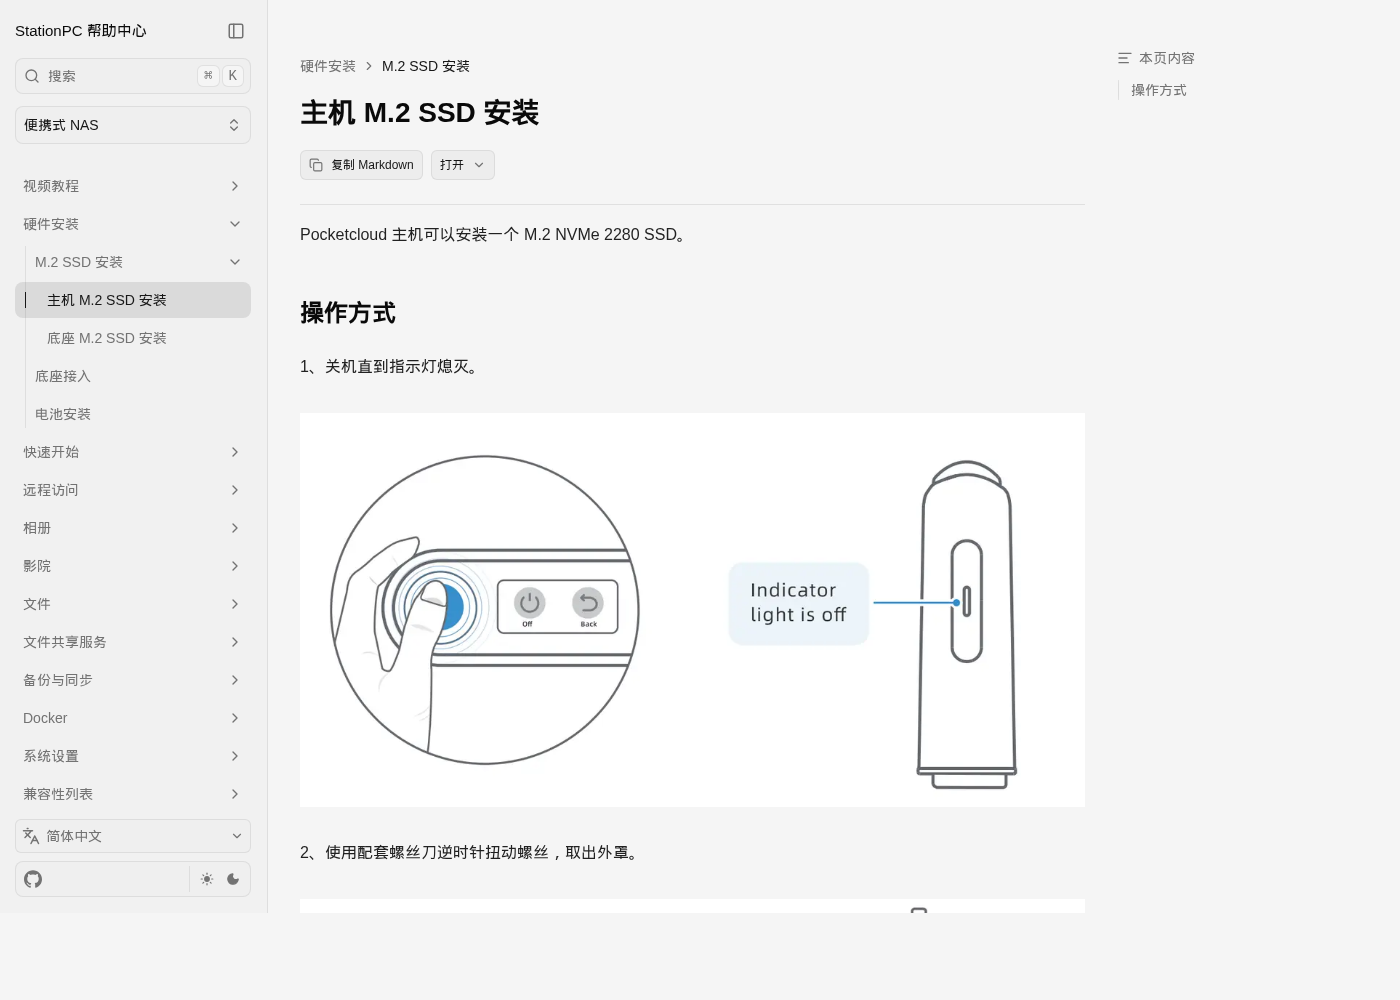 StationPC 帮助中心
搜索
⌘ K
便携式 NAS
视频教程
硬件安装
M.2 SSD 安装
主机 M.2 SSD 安装
底座 M.2 SSD 安装
底座接入
电池安装
快速开始
远程访问
相册
影院
文件
文件共享服务
备份与同步
Docker
系统设置
兼容性列表
简体中文
硬件安装 > M.2 SSD 安装
主机 M.2 SSD 安装
复制 Markdown
打开
Pocketcloud 主机可以安装一个 M.2 NVMe 2280 SSD。
操作方式
1、关机直到指示灯熄灭。
Off
Back
Indicator
light is off
2、使用配套螺丝刀逆时针扭动螺丝，取出外罩。
本页内容
操作方式